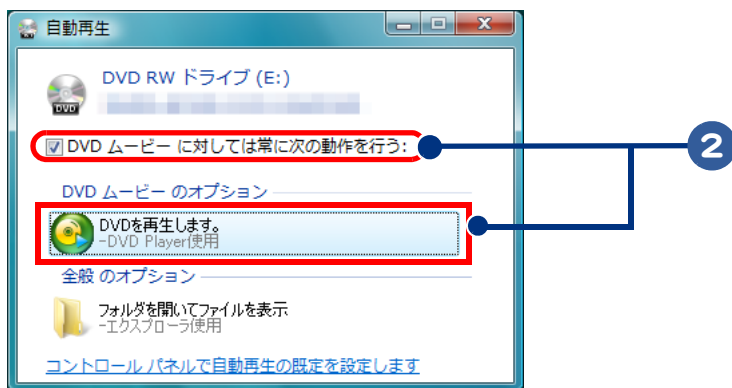 自動再生
DVD RW ドライブ (E:)
DVD
DVD ムービー に対しては常に次の動作を行う:
2
DVD ムービー のオプション
DVDを再生します。
-DVD Player使用
全般 のオプション
フォルダを開いてファイルを表示
-エクスプローラ使用
コントロール パネルで自動再生の既定を設定します